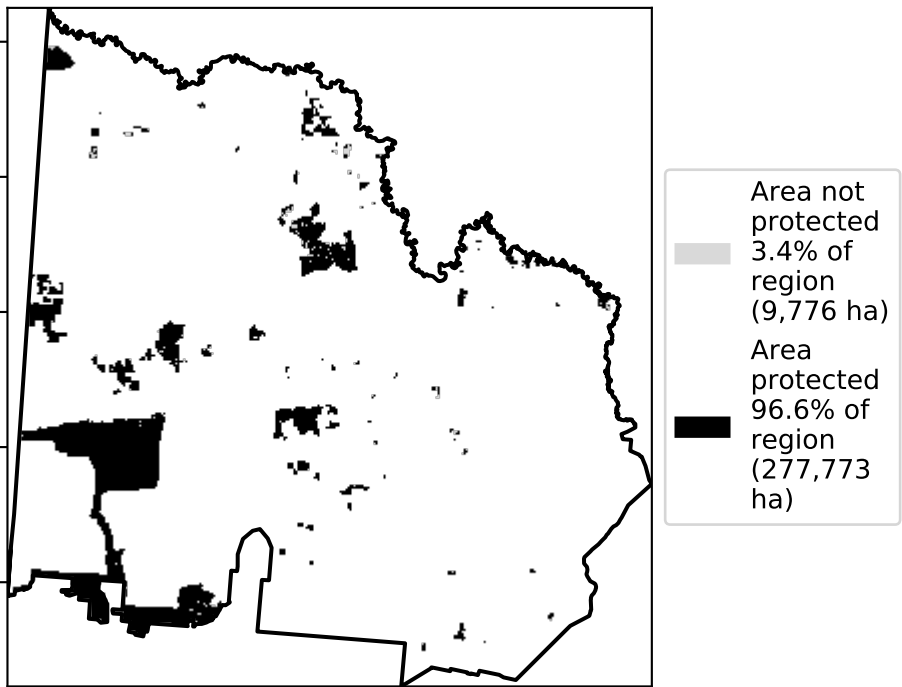 Area not
protected
3.4% of
region
(9,776 ha)
Area
protected
96.6% of
region
(277,773
ha)